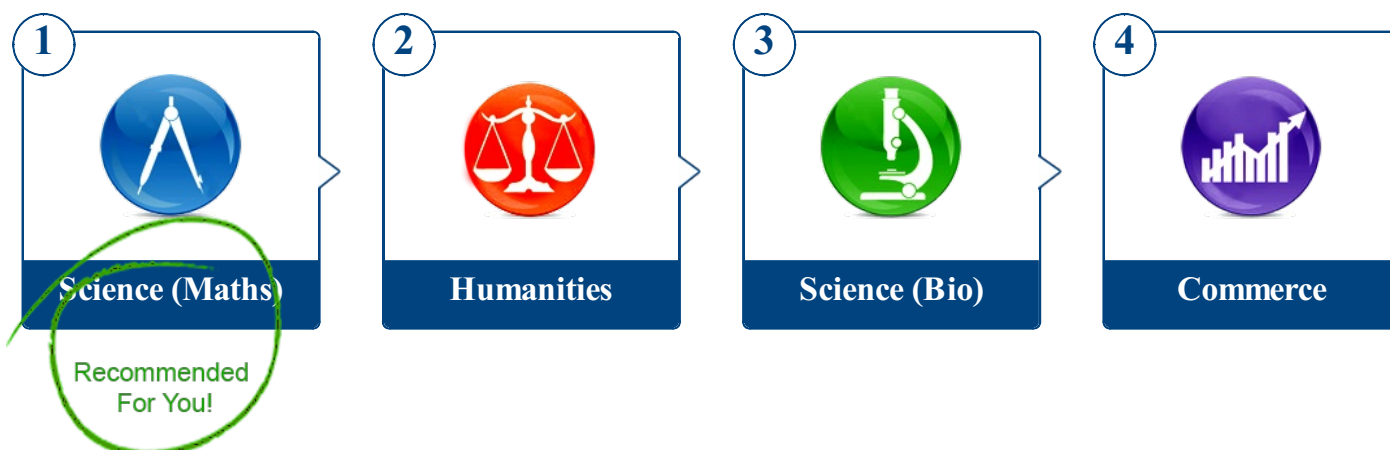 1
2
3
4
Science (Maths)
Humanities
Science (Bio)
Commerce
Recommended
For You!